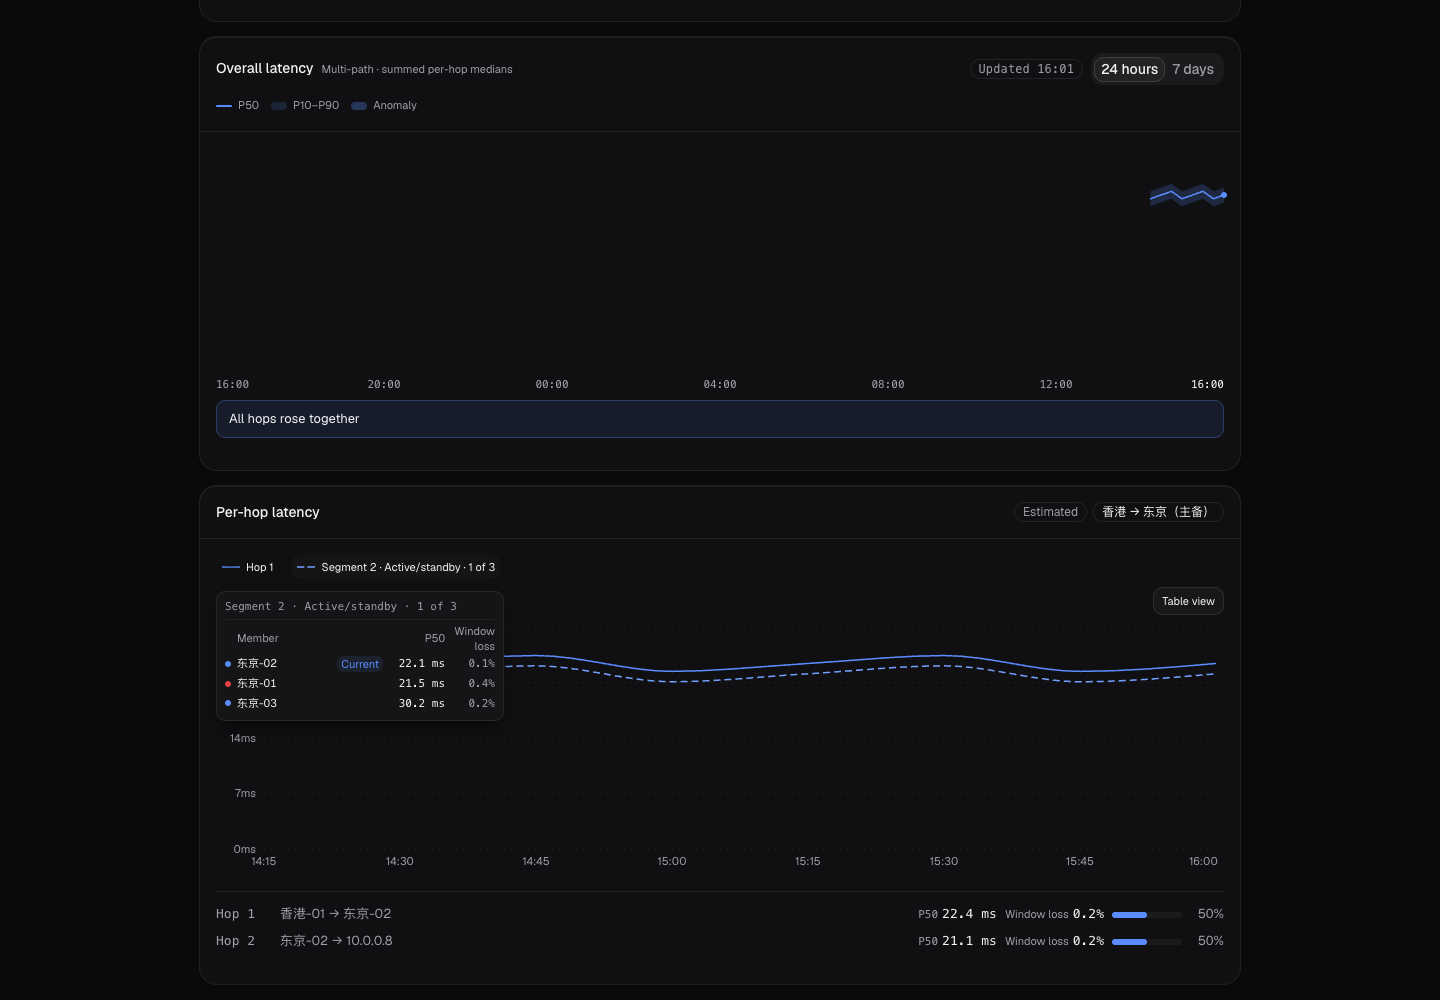 Overall latency Multi-path · summed per-hop medians Updated 16:01 24 hours 7 days
P50 P10–P90 Anomaly
16:00 20:00 00:00 04:00 08:00 12:00 16:00
All hops rose together
Per-hop latency Estimated 香港 → 东京（主备）
Hop 1 Segment 2 · Active/standby · 1 of 3
Table view
Segment 2 · Active/standby · 1 of 3
Member P50 Window loss
东京-02 Current 22.1 ms 0.1%
东京-01 21.5 ms 0.4%
东京-03 30.2 ms 0.2%
14ms
7ms
0ms
14:15 14:30 14:45 15:00 15:15 15:30 15:45 16:00
Hop 1 香港-01 → 东京-02 P50 22.4 ms Window loss 0.2% 50%
Hop 2 东京-02 → 10.0.0.8 P50 21.1 ms Window loss 0.2% 50%